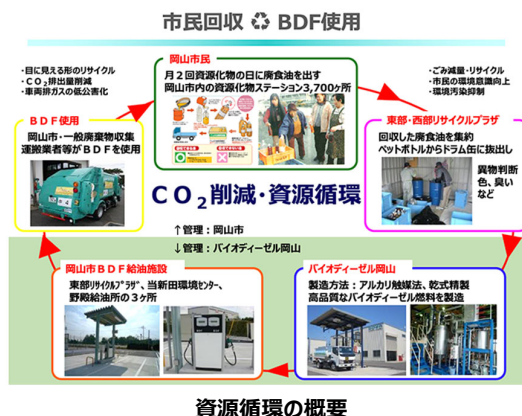 市民回収 ♻ BDF使用
・目に見える形のリサイクル
・ＣＯ₂排出量削減
・車両排ガスの低公害化
岡山市民
月２回資源化物の日に廃食油を出す
岡山市内の資源化物ステーション3,700ヶ所
・ごみ減量・リサイクル
・市民の環境意識向上
・環境汚染抑制
ＢＤＦ使用
岡山市・一般廃棄物収集
運搬業者等がＢＤＦを使用
東部・西部リサイクルプラザ
回収した廃食油を集約
ペットボトルからドラム缶に抜出し
異物判断
色、臭い
など
ＣＯ₂削減・資源循環
↑管理：岡山市
↓管理：バイオディーゼル岡山
岡山市ＢＤＦ給油施設
東部ﾘｻｲｸﾙﾌﾟﾗｻﾞ、当新田環境ｾﾝﾀｰ、
野殿給油所の３ヶ所
バイオディーゼル岡山
製造方法：アルカリ触媒法、乾式精製
高品質なバイオディーゼル燃料を製造
資源循環の概要